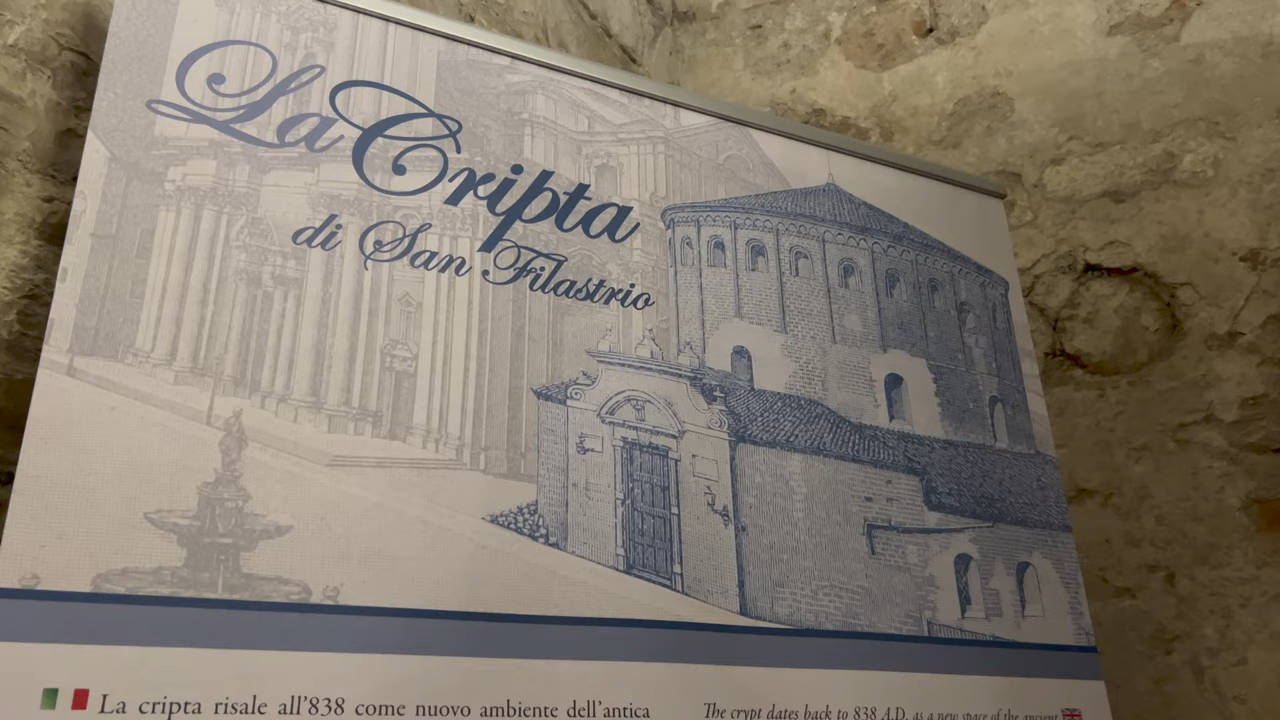 La Cripta
di San Filastrio
La cripta risale all'838 come nuovo ambiente dell'antica
The crypt dates back to 838 A.D. as a new space of the ancient